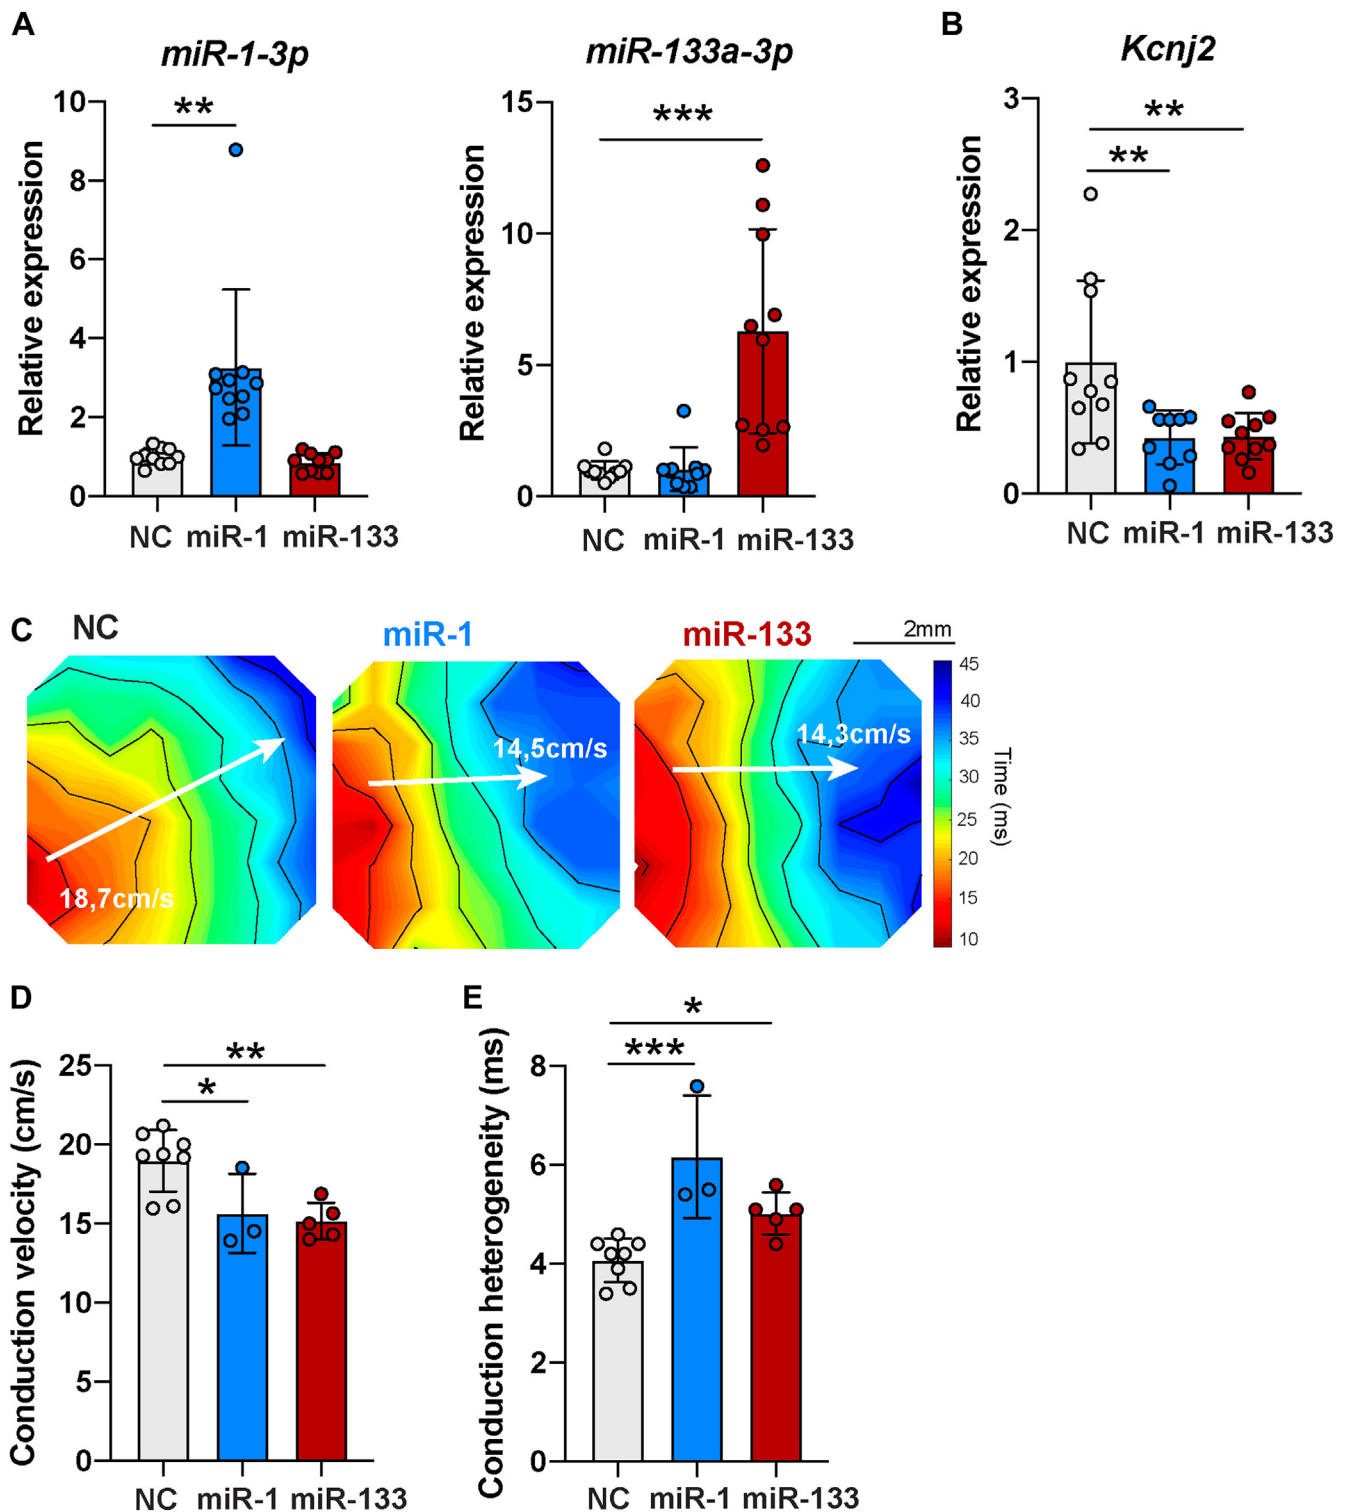 A
miR-1-3p
Relative expression
10
8
6
4
2
0
**
NC miR-1 miR-133
miR-133a-3p
Relative expression
15
10
5
0
***
NC miR-1 miR-133
B
Kcnj2
Relative expression
3
2
1
0
**
**
NC miR-1 miR-133
C
NC
miR-1
miR-133
2mm
18,7cm/s
14,5cm/s
14,3cm/s
45
40
35
30
25
20
15
10
Time (ms)
D
Conduction velocity (cm/s)
25
20
15
10
5
0
**
*
NC miR-1 miR-133
E
Conduction heterogeneity (ms)
8
6
4
2
0
*
***
NC miR-1 miR-133